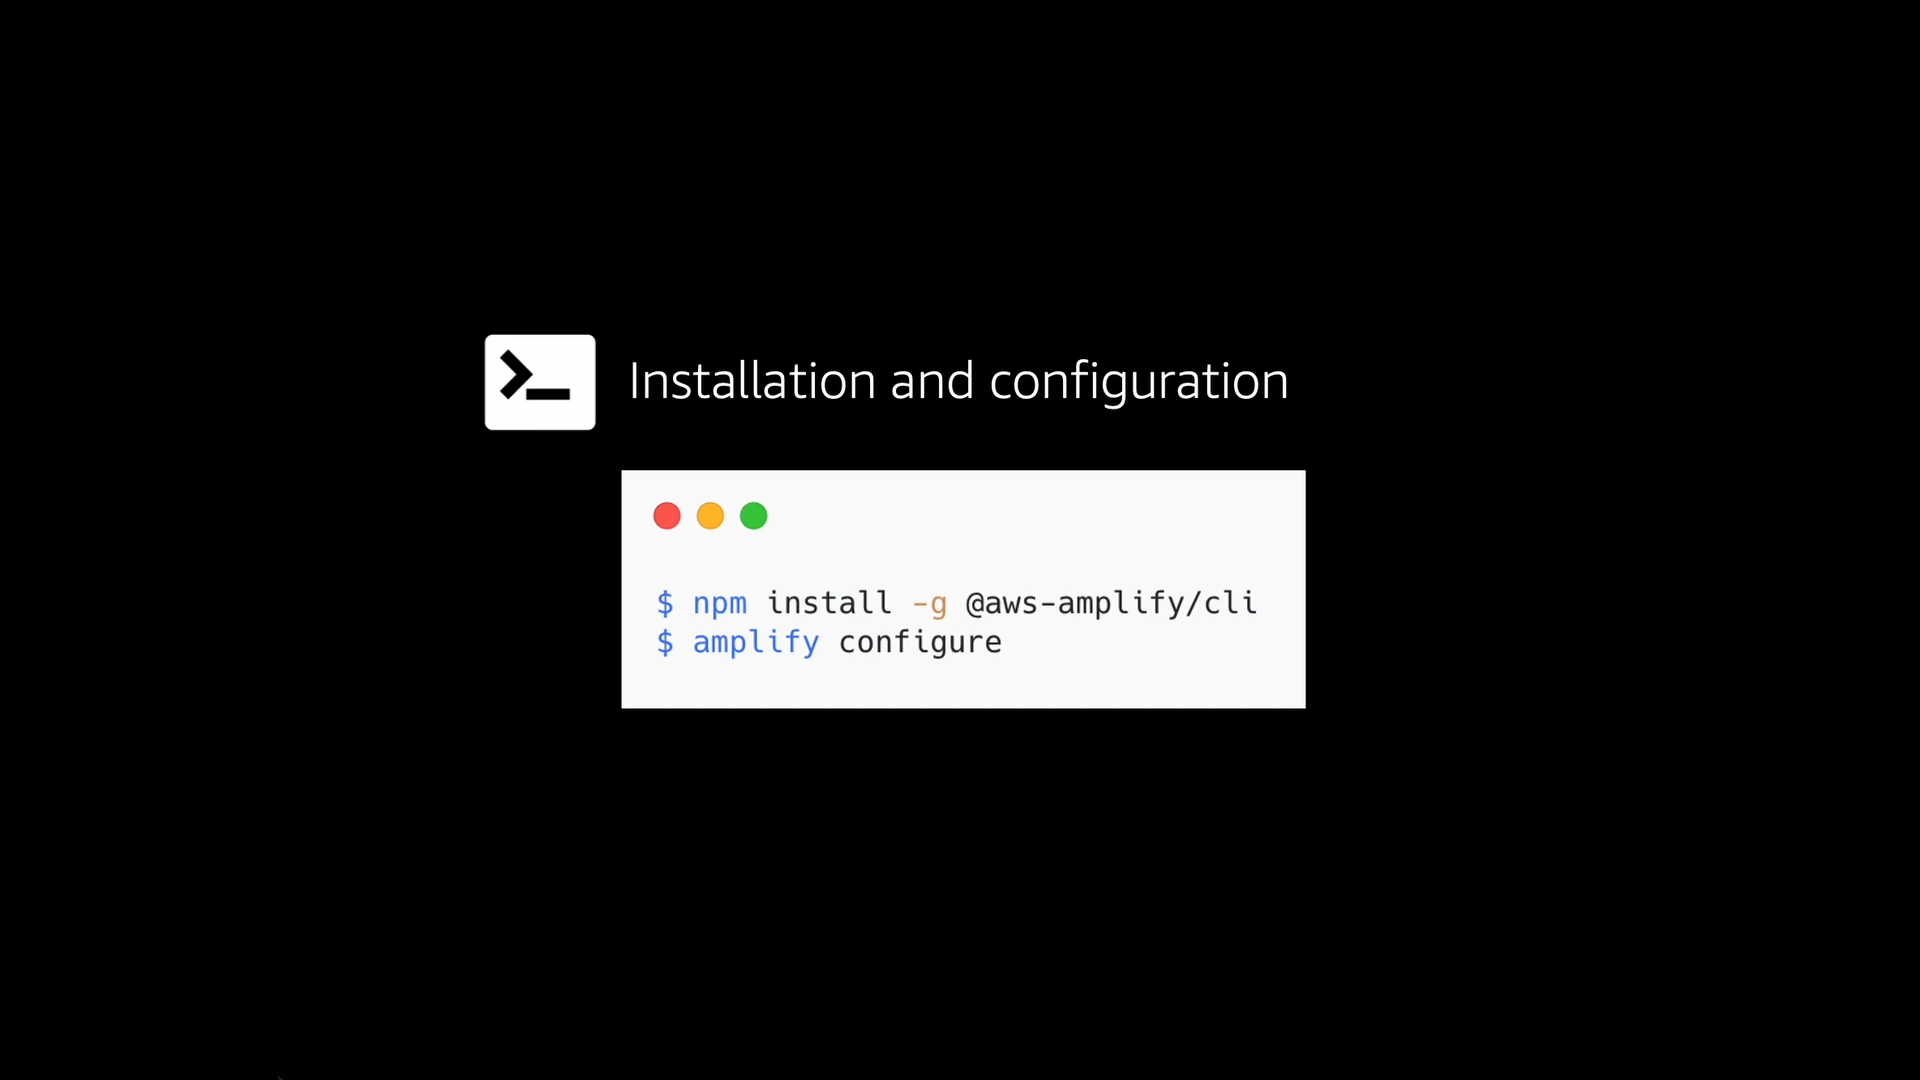 Installation and configuration
$ npm install -g @aws-amplify/cli
$ amplify configure